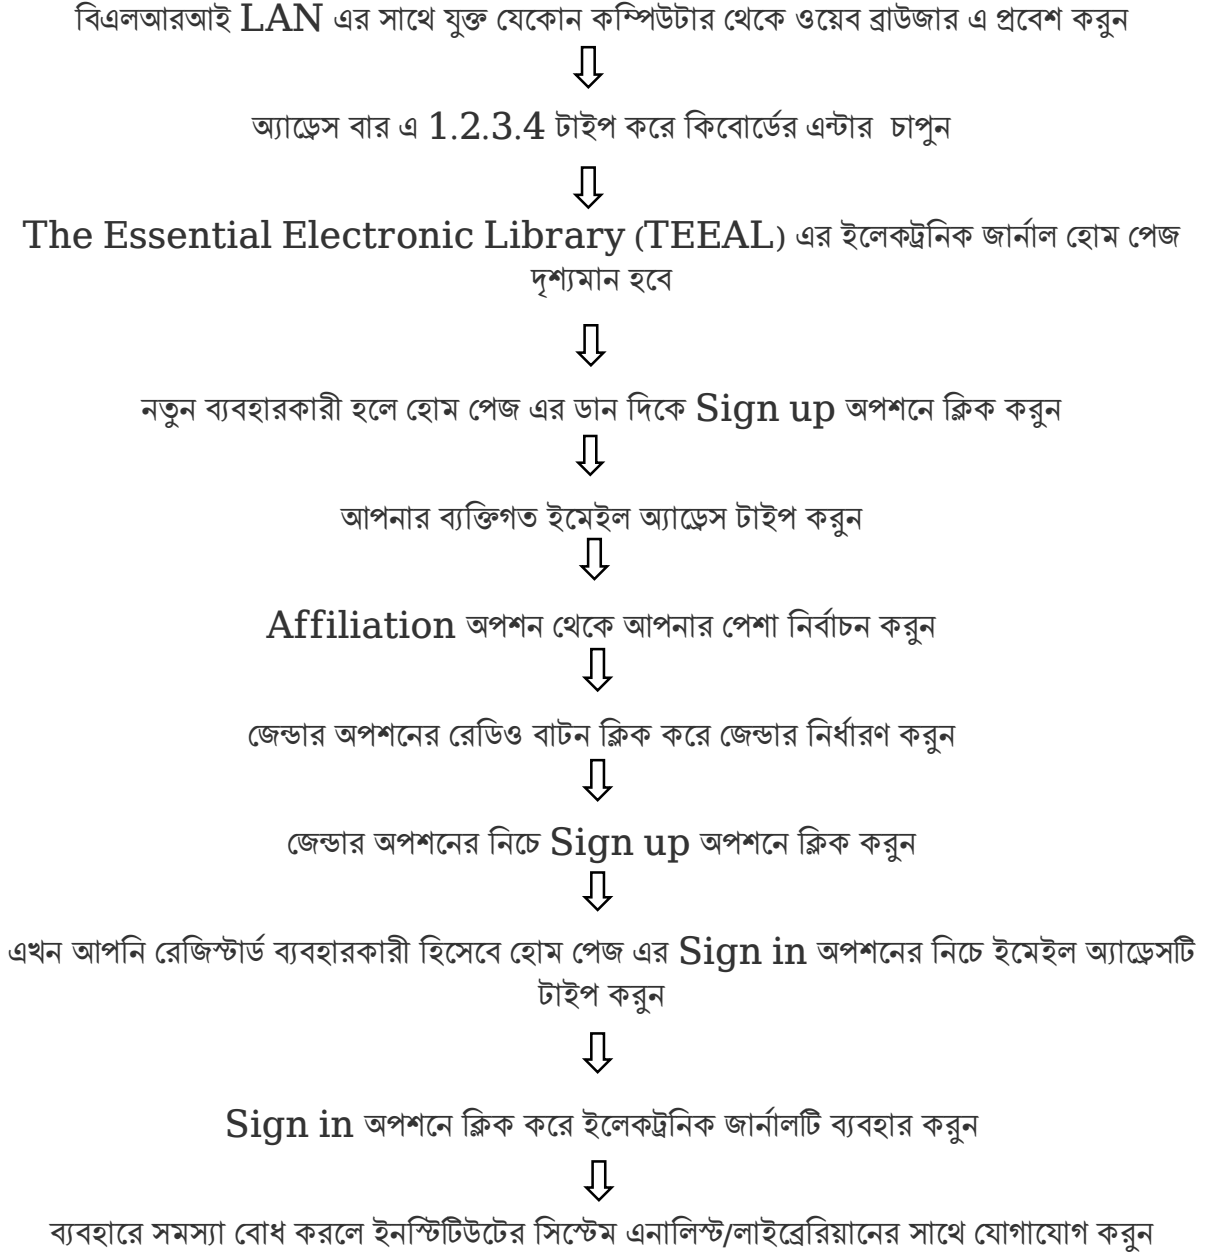 বিএলআরআই LAN এর সাথে যুক্ত যেকোন কম্পিউটার থেকে ওয়েব ব্রাউজার এ প্রবেশ করুন
অ্যাড্রেস বার এ 1.2.3.4 টাইপ করে কিবোর্ডের এন্টার চাপুন
The Essential Electronic Library (TEEAL) এর ইলেকট্রনিক জার্নাল হোম পেজ
দৃশ্যমান হবে
নতুন ব্যবহারকারী হলে হোম পেজ এর ডান দিকে Sign up অপশনে ক্লিক করুন
আপনার ব্যক্তিগত ইমেইল অ্যাড্রেস টাইপ করুন
Affiliation অপশন থেকে আপনার পেশা নির্বাচন করুন
জেন্ডার অপশনের রেডিও বাটন ক্লিক করে জেন্ডার নির্ধারণ করুন
জেন্ডার অপশনের নিচে Sign up অপশনে ক্লিক করুন
এখন আপনি রেজিস্টার্ড ব্যবহারকারী হিসেবে হোম পেজ এর Sign in অপশনের নিচে ইমেইল অ্যাড্রেসটি
টাইপ করুন
Sign in অপশনে ক্লিক করে ইলেকট্রনিক জার্নালটি ব্যবহার করুন
ব্যবহারে সমস্যা বোধ করলে ইনস্টিটিউটের সিস্টেম এনালিস্ট/লাইব্রেরিয়ানের সাথে যোগাযোগ করুন